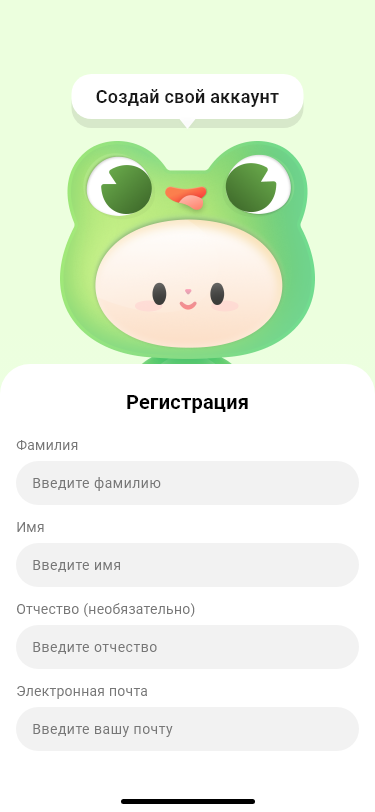 Создай свой аккаунт
Регистрация
Фамилия
Введите фамилию
Имя
Введите имя
Отчество (необязательно)
Введите отчество
Электронная почта
Введите вашу почту